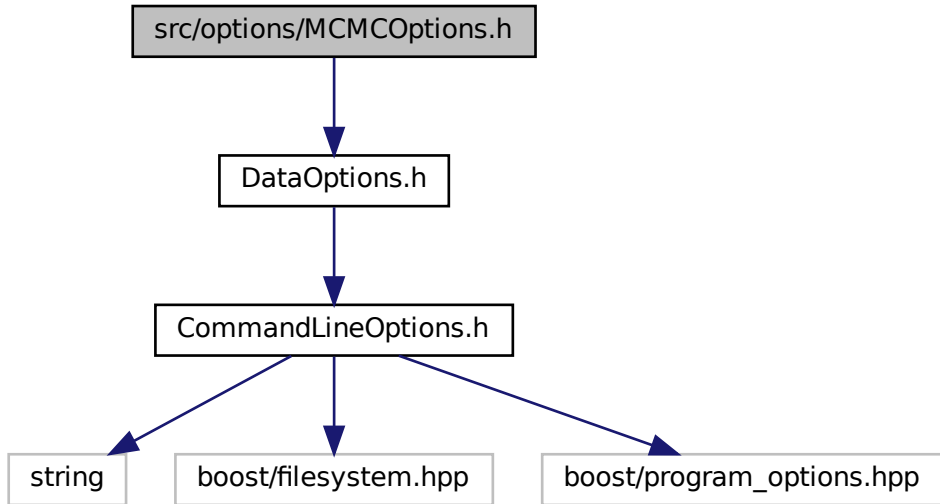 src/options/MCMCOptions.h
DataOptions.h
CommandLineOptions.h
string
boost/filesystem.hpp
boost/program_options.hpp